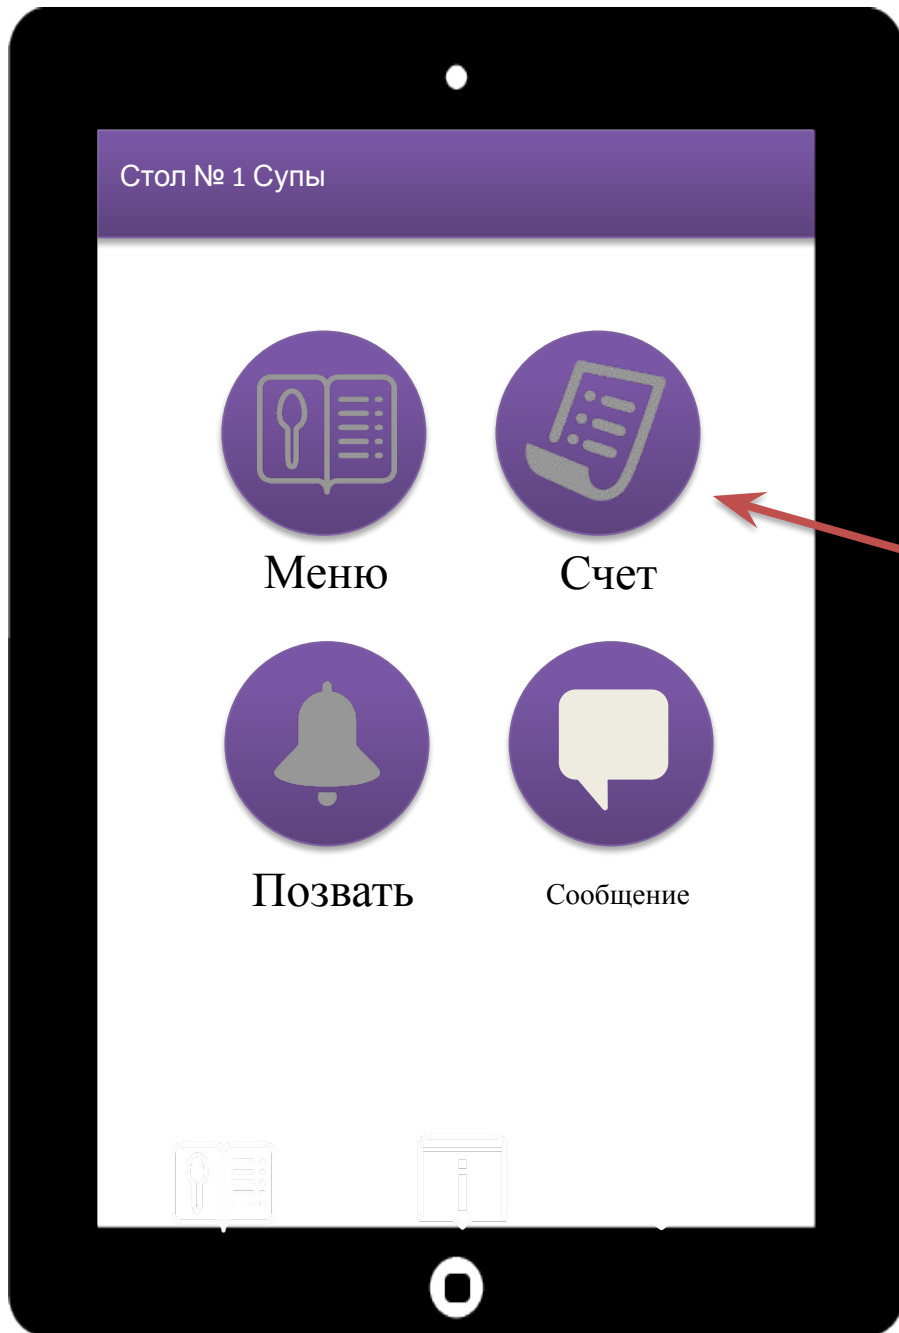 Стол № 1 Супы
Меню
Счет
Позвать
Сообщение
i